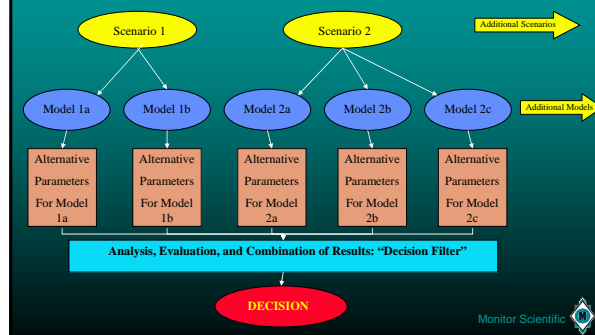 Scenario 1
Scenario 2
Additional Scenarios
Model 1a
Model 1b
Model 2a
Model 2b
Model 2c
Additional Models
Alternative
Parameters
For Model
1a
Alternative
Parameters
For Model
1b
Alternative
Parameters
For Model
2a
Alternative
Parameters
For Model
2b
Alternative
Parameters
For Model
2c
Analysis, Evaluation, and Combination of Results: “Decision Filter”
DECISION
Monitor Scientific
M